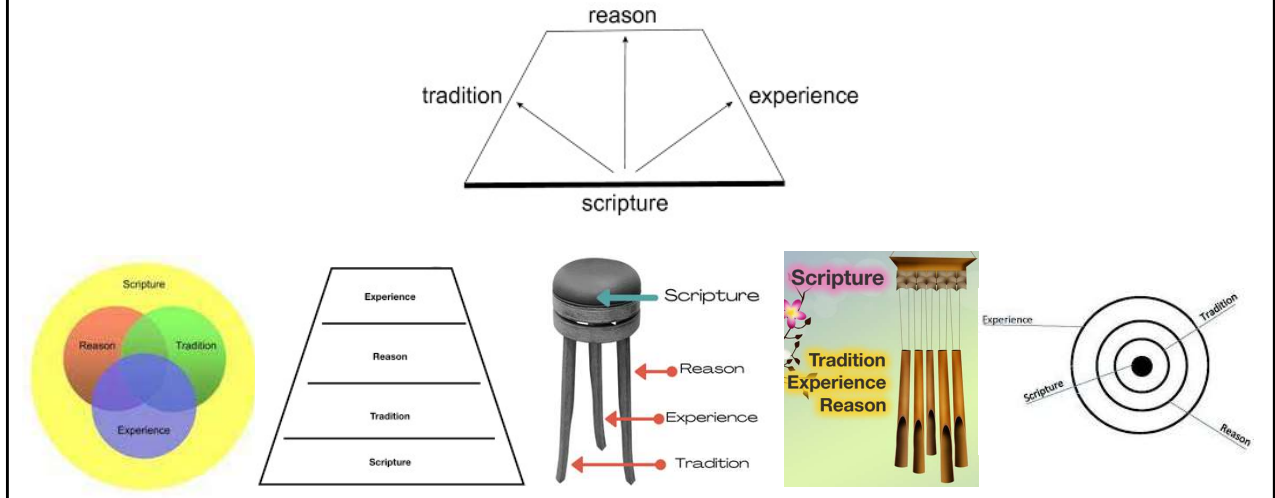 reason
tradition
experience
scripture
Scripture
Reason
Tradition
Experience
Experience
Reason
Tradition
Scripture
Scripture
Reason
Experience
Tradition
Scripture
Tradition
Experience
Reason
Experience
Tradition
Scripture
Reason